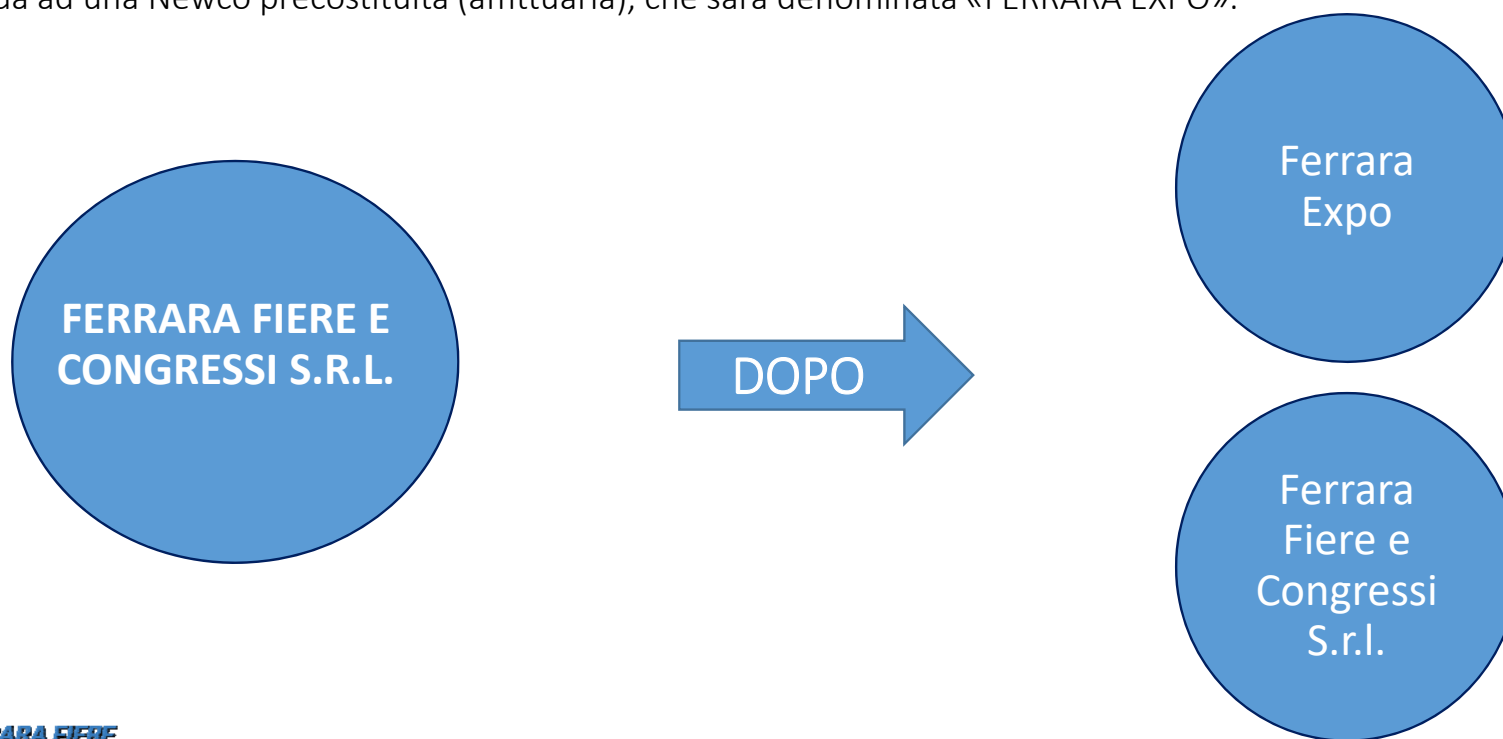 ad una Newco precostituita (affittuaria), che sarà denominata «FERRARA EXPO».
FERRARA FIERE E
CONGRESSI S.R.L.
DOPO
Ferrara
Expo
Ferrara
Fiere e
Congressi
S.r.l.
FIERE